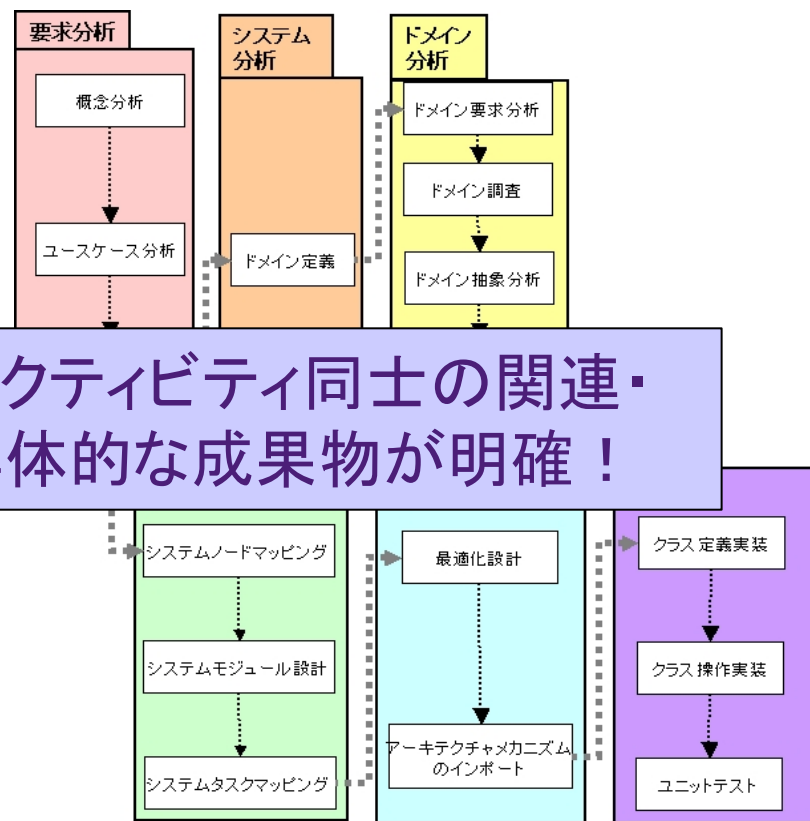 要求分析
概念分析
ユースケース分析
システム
分析
ドメイン定義
ドメイン
分析
ドメイン要求分析
ドメイン調査
ドメイン抽象分析
クティビティ同士の関連・
体的な成果物が明確！
システムノードマッピング
システムモジュール設計
システムタスクマッピング
最適化設計
アーキテクチャメカニズム
のインポート
クラス定義実装
クラス操作実装
ユニットテスト